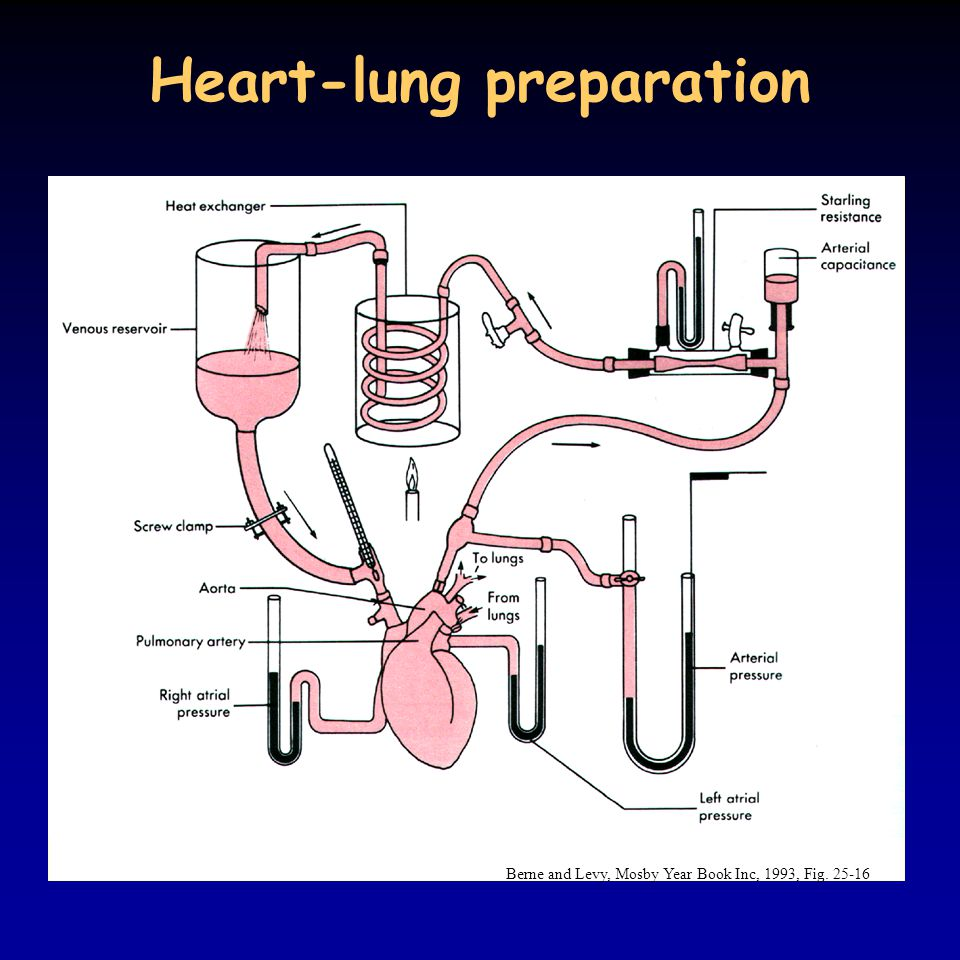 Heart-lung preparation
Heat exchanger
Starling
resistance
Arterial
capacitance
Venous reservoir
Screw clamp
To lungs
Aorta
From
lungs
Pulmonary artery
Arterial
pressure
Right atrial
pressure
Left atrial
pressure
Berne and Levy, Mosby Year Book Inc, 1993, Fig. 25-16